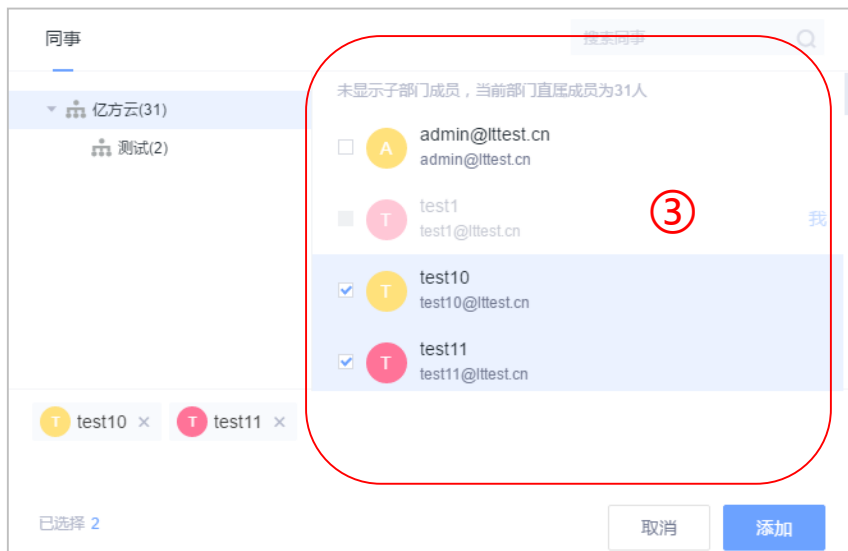 同事
搜索同事
亿方云(31)
测试(2)
未显示子部门成员，当前部门直属成员为31人
A
admin@lttest.cn
admin@lttest.cn
T
test1
test1@lttest.cn
我
③
T
test10
test10@lttest.cn
T
test11
test11@lttest.cn
T test10 × T test11 ×
已选择 2
取消 添加